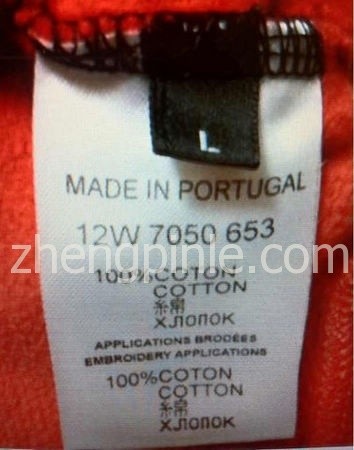 L
MADE IN PORTUGAL
12W 7050 653
zhengpinle.com
100%COTON
COTTON
綿
ХЛОПОК
APPLICATIONS BRODÉES
EMBROIDERY APPLICATIONS
100%COTON
COTTON
綿
ХЛОПОК